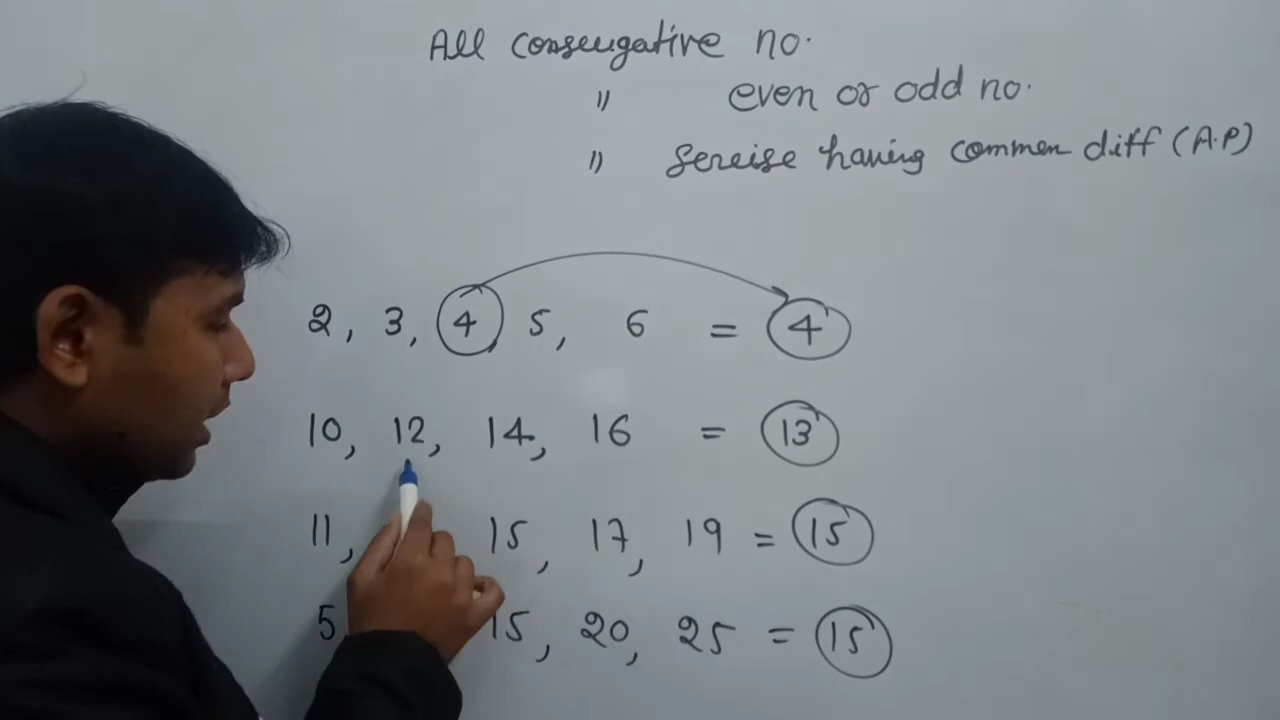 All conseugative no.
" even or odd no.
" Sereise having commen diff (A.P)
2, 3, 4 5, 6 = 4
10, 12, 14, 16 = 13
11, 15, 17, 19 = 15
5 15, 20, 25 = 15